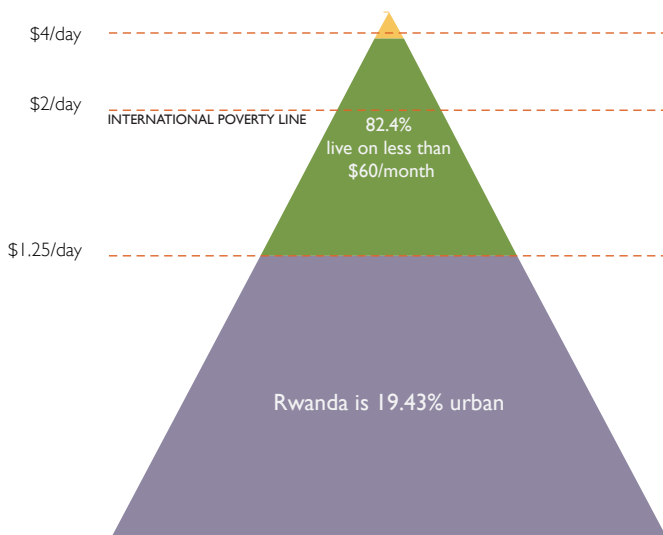 $4/day
$2/day
INTERNATIONAL POVERTY LINE
82.4%
live on less than
$60/month
$1.25/day
Rwanda is 19.43% urban